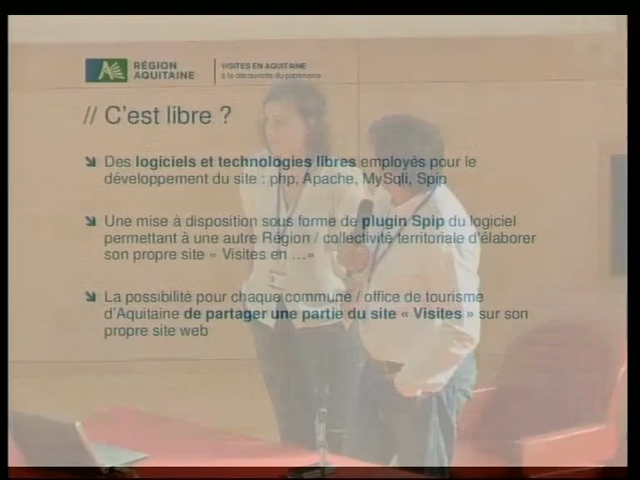 RÉGION
AQUITAINE
VISITES EN AQUITAINE
à la découverte du patrimoine
// C'est libre ?
Des logiciels et technologies libres employés pour le
développement du site : php, Apache, MySqli, Spip
Une mise à disposition sous forme de plugin Spip du logiciel
permettant à une autre Région / collectivité territoriale d'élaborer
son propre site « Visites en ...»
La possibilité pour chaque commune / office de tourisme
d'Aquitaine de partager une partie du site « Visites » sur son
propre site web